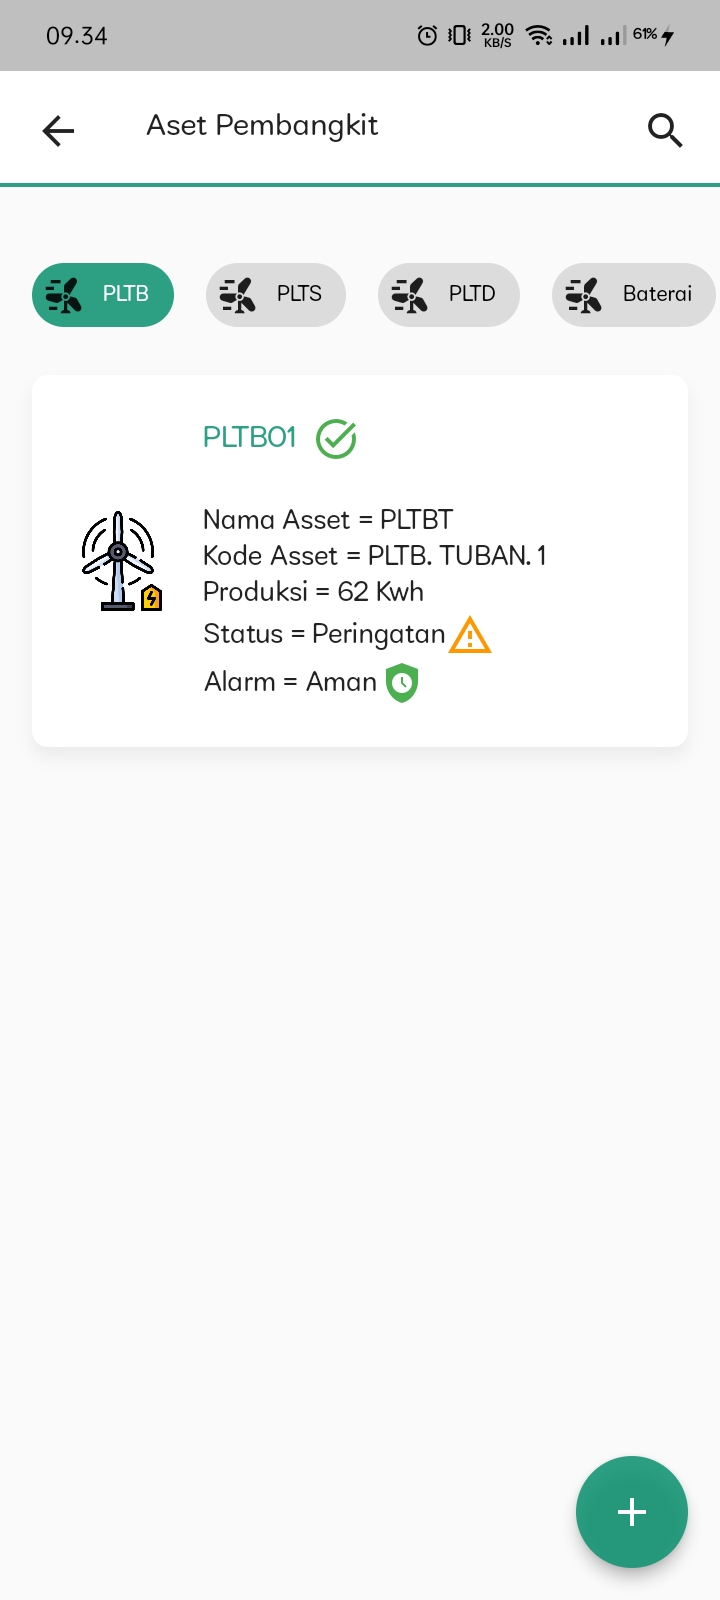 09.34
2.00
KB/S
61%
Aset Pembangkit
PLTB
PLTS
PLTD
Baterai
PLTB01
Nama Asset = PLTBT
Kode Asset = PLTB. TUBAN. 1
Produksi = 62 Kwh
Status = Peringatan
Alarm = Aman